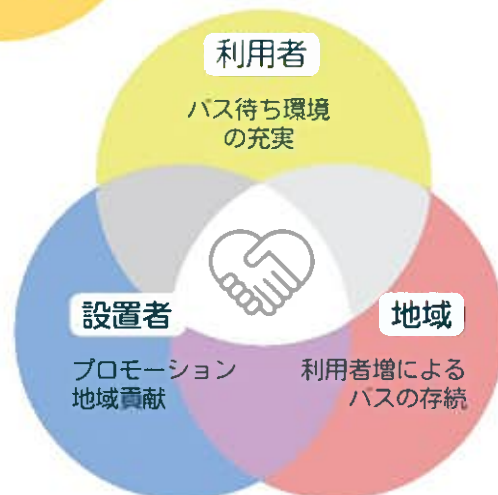 利用者
バス待ち環境
の充実
設置者
プロモーション
地域貢献
地域
利用者増による
バスの存続